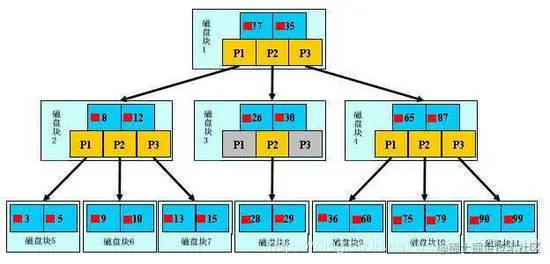 磁盘块1
17 35
P1 P2 P3
磁盘块2
8 12
P1 P2 P3
磁盘块3
26 30
P1 P2 P3
磁盘块4
65 87
P1 P2 P3
3 5
9 10
13 15
28 29
36 60
75 79
90 99
磁盘块5
磁盘块6
磁盘块7
磁盘块8
磁盘块9
磁盘块10
磁盘块11
@稀土掘金技术社区